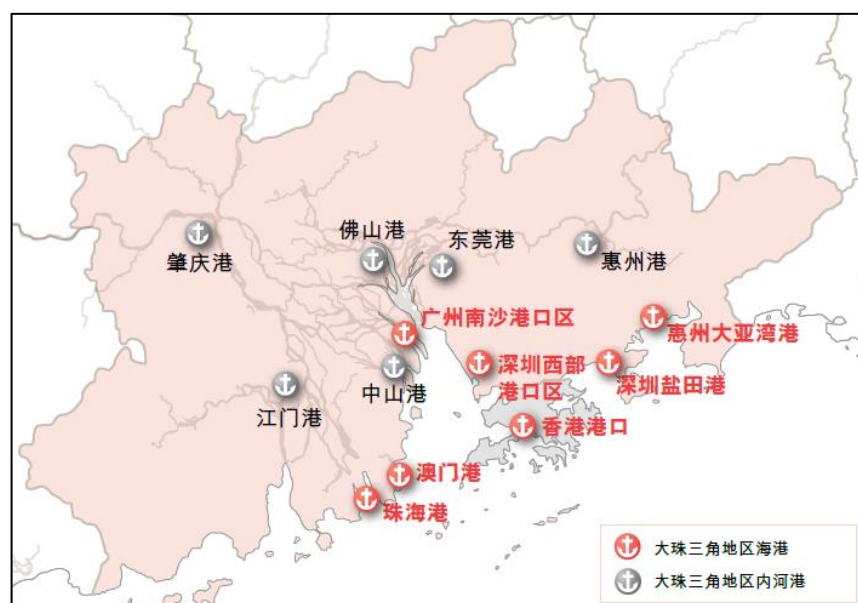 佛山港
东莞港
惠州港
肇庆港
广州南沙港口区
惠州大亚湾港
深圳西部
港口区
深圳盐田港
中山港
江门港
香港港口
澳门港
珠海港
大珠三角地区海港
大珠三角地区内河港